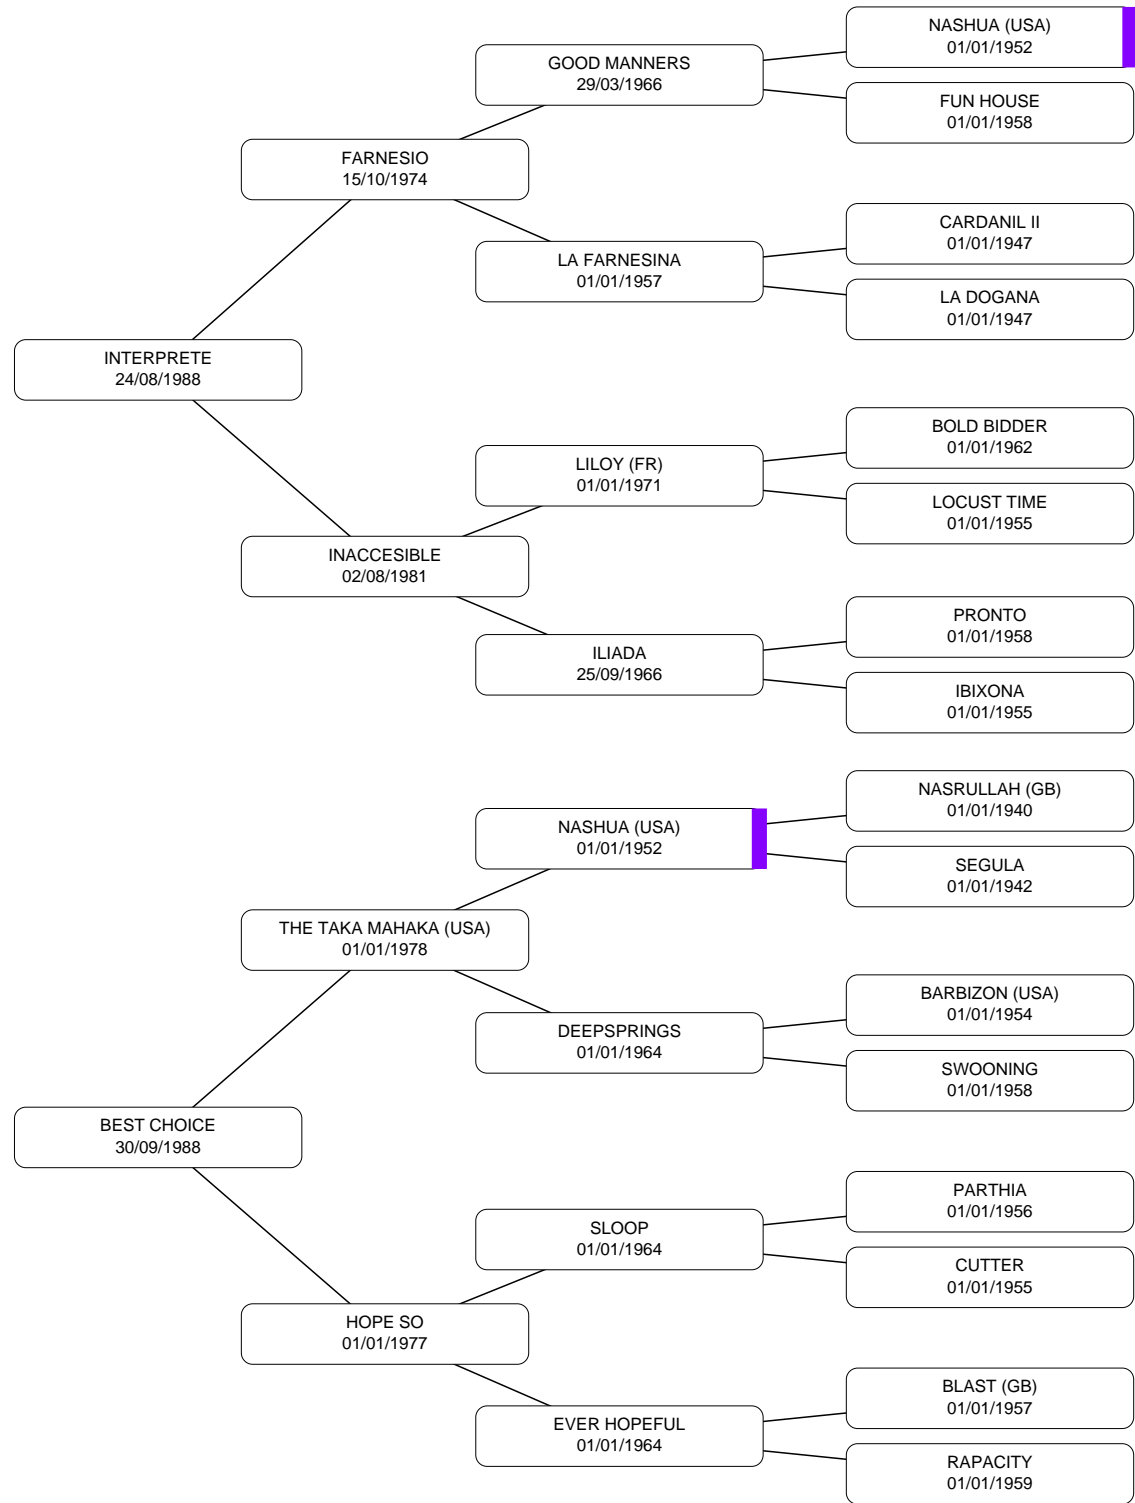 NASHUA (USA)
01/01/1952
GOOD MANNERS
29/03/1966
FUN HOUSE
01/01/1958
FARNESIO
15/10/1974
CARDANIL II
01/01/1947
LA FARNESINA
01/01/1957
LA DOGANA
01/01/1947
INTERPRETE
24/08/1988
BOLD BIDDER
01/01/1962
LILOY (FR)
01/01/1971
LOCUST TIME
01/01/1955
INACCESIBLE
02/08/1981
PRONTO
01/01/1958
ILIADA
25/09/1966
IBIXONA
01/01/1955
NASRULLAH (GB)
01/01/1940
NASHUA (USA)
01/01/1952
SEGULA
01/01/1942
THE TAKA MAHAKA (USA)
01/01/1978
BARBIZON (USA)
01/01/1954
DEEPSPRINGS
01/01/1964
SWOONING
01/01/1958
BEST CHOICE
30/09/1988
PARTHIA
01/01/1956
SLOOP
01/01/1964
CUTTER
01/01/1955
HOPE SO
01/01/1977
BLAST (GB)
01/01/1957
EVER HOPEFUL
01/01/1964
RAPACITY
01/01/1959